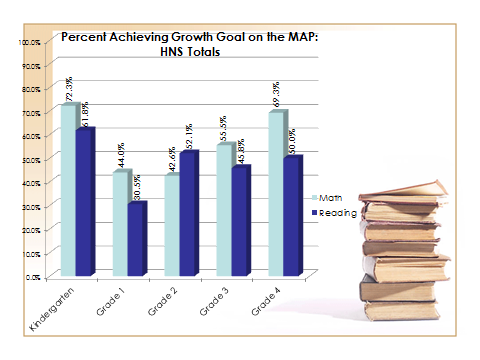 Percent Achieving Growth Goal on the MAP:
HNS Totals
100.0%
90.0%
80.0%
70.0%
60.0%
50.0%
40.0%
30.0%
20.0%
10.0%
0.0%
72.3%
61.8%
44.0%
30.5%
42.6%
52.1%
55.5%
45.8%
69.3%
50.0%
Math
Reading
Kindergarten
Grade 1
Grade 2
Grade 3
Grade 4